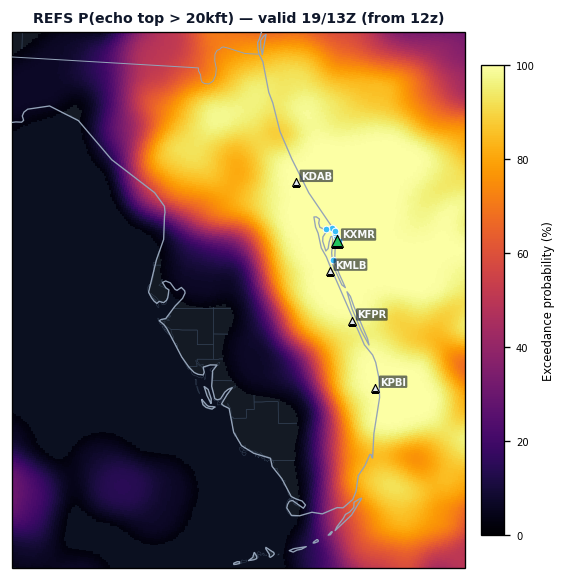 REFS P(echo top > 20kft) — valid 19/13Z (from 12z)
KDAB
KXMR
KMLB
KFPR
KPBI
100
80
60
40
20
0
Exceedance probability (%)